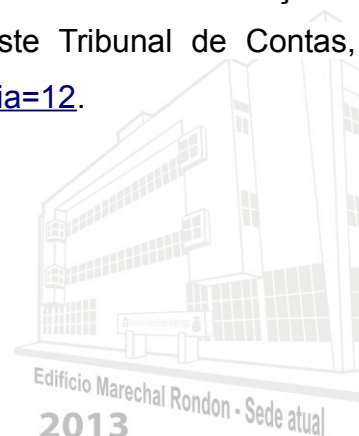 ste Tribunal de Contas,
ia=12.
Edifício Marechal Rondon - Sede atual
2013